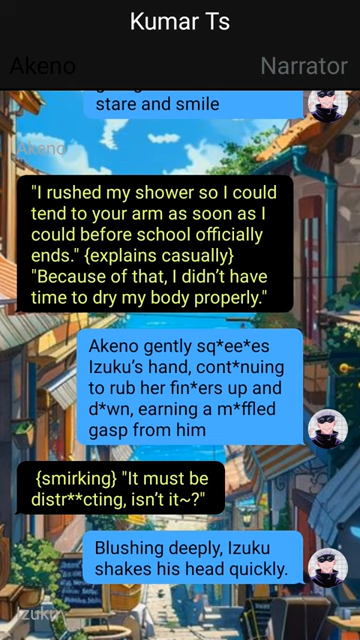 Kumar Ts
Akeno
Narrator
stare and smile
Akeno
"I rushed my shower so I could
tend to your arm as soon as I
could before school officially
ends." {explains casually}
"Because of that, I didn't have
time to dry my body properly."
Akeno gently sq*ee*es
Izuku's hand, cont*nuing
to rub her fin*ers up and
d*wn, earning a m*ffled
gasp from him
{smirking} "It must be
distr**cting, isn't it~?"
Blushing deeply, Izuku
shakes his head quickly.